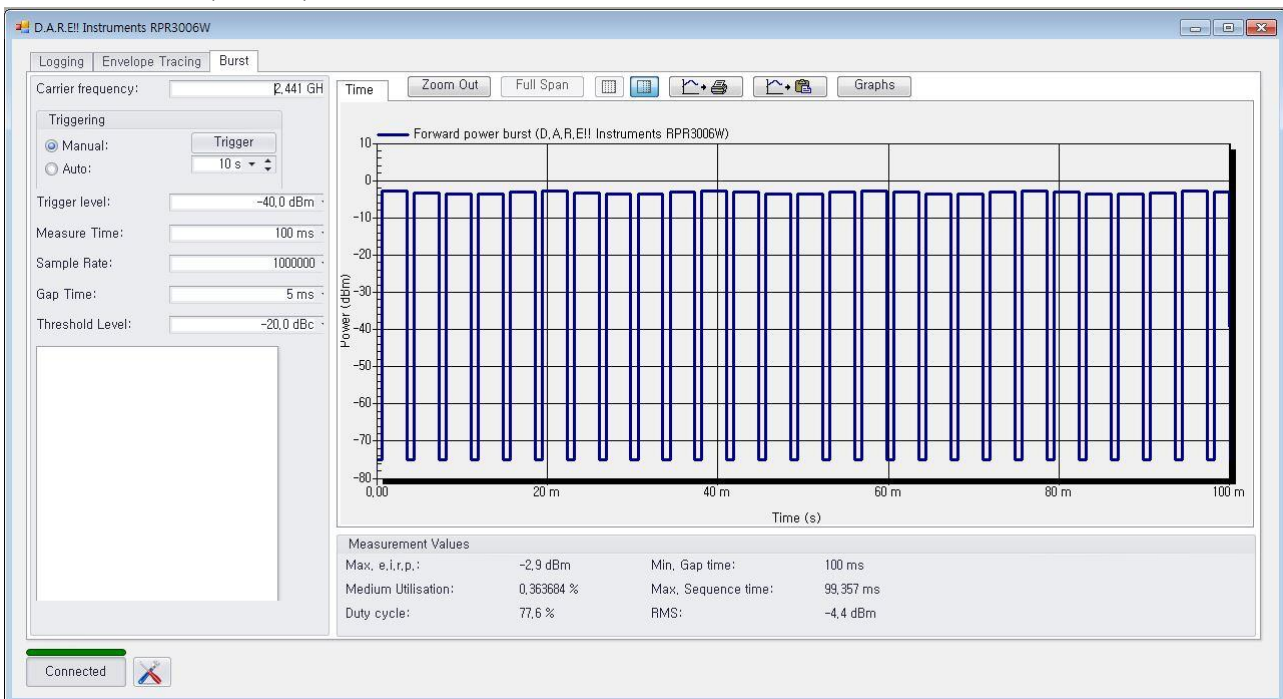 D.A.R.E!! Instruments RPR3006W
Logging Envelope Tracing Burst
Carrier frequency: 2,441 GH
Triggering
Manual: Trigger
Auto: 10 s
Trigger level: -40,0 dBm
Measure Time: 100 ms
Sample Rate: 1000000
Gap Time: 5 ms
Threshold Level: -20,0 dBc
Time Zoom Out Full Span Graphs
Forward power burst (D,A,R,E!! Instruments RPR3006W)
Power (dBm)
10
0
-10
-20
-30
-40
-50
-60
-70
-80
0,00 20 m 40 m 60 m 80 m 100 m
Time (s)
Measurement Values
Max, e,i,r,p,: -2,9 dBm Min, Gap time: 100 ms
Medium Utilisation: 0,363684 % Max, Sequence time: 99,357 ms
Duty cycle: 77,6 % RMS: -4,4 dBm
Connected